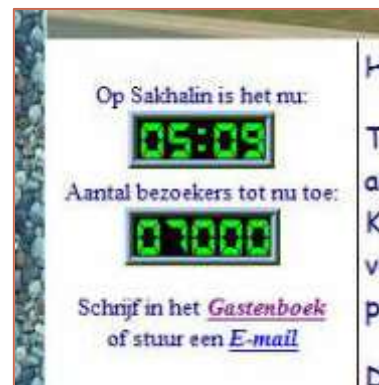 Op Sakhalin is het nu:
05:09
Aantal bezoekers tot nu toe:
07000
Schrijf in het Gastenboek
of stuur een E-mail